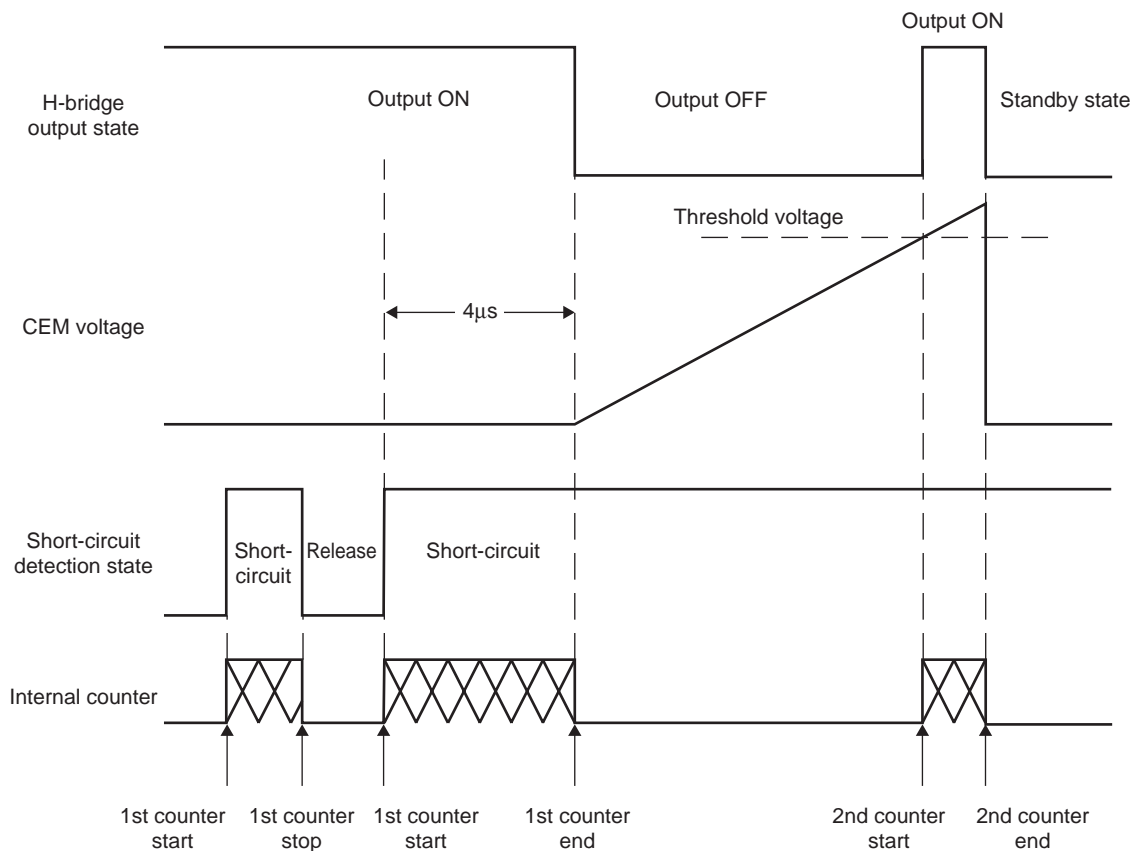 Output ON
H-bridge
output state
Output ON
Output OFF
Standby state
Threshold voltage
4μs
CEM voltage
Short-circuit
detection state
Short-
circuit
Release
Short-circuit
Internal counter
1st counter
start
1st counter
stop
1st counter
start
1st counter
end
2nd counter
start
2nd counter
end